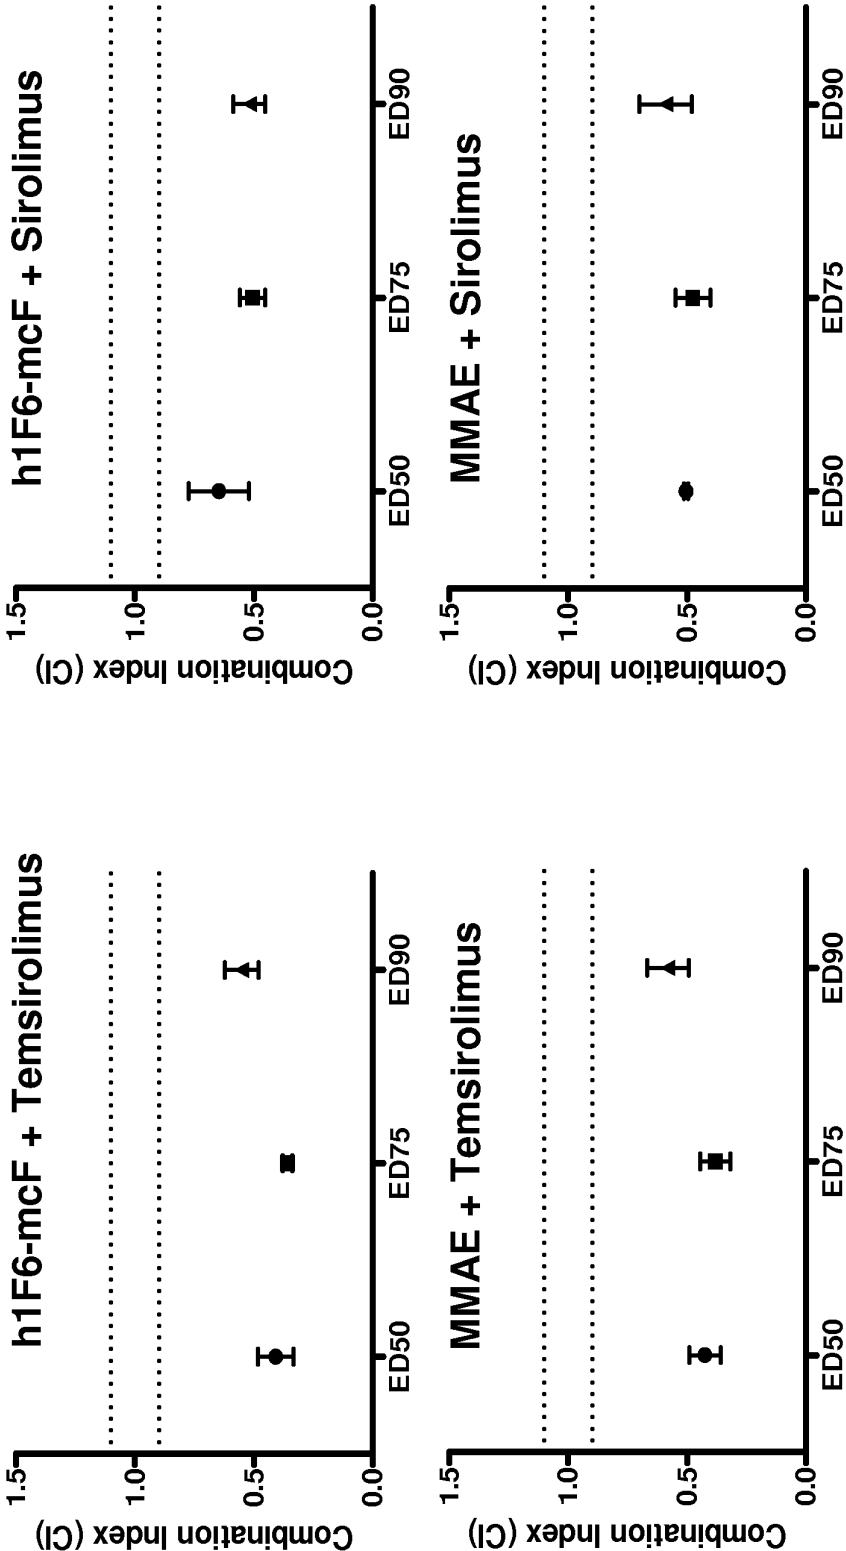 h1F6-mcF + Temsirolimus
Combination Index (CI)
1.5
1.0
0.5
0.0
ED50
ED75
ED90
h1F6-mcF + Sirolimus
Combination Index (CI)
1.5
1.0
0.5
0.0
ED50
ED75
ED90
MMAE + Temsirolimus
Combination Index (CI)
1.5
1.0
0.5
0.0
ED50
ED75
ED90
MMAE + Sirolimus
Combination Index (CI)
1.5
1.0
0.5
0.0
ED50
ED75
ED90